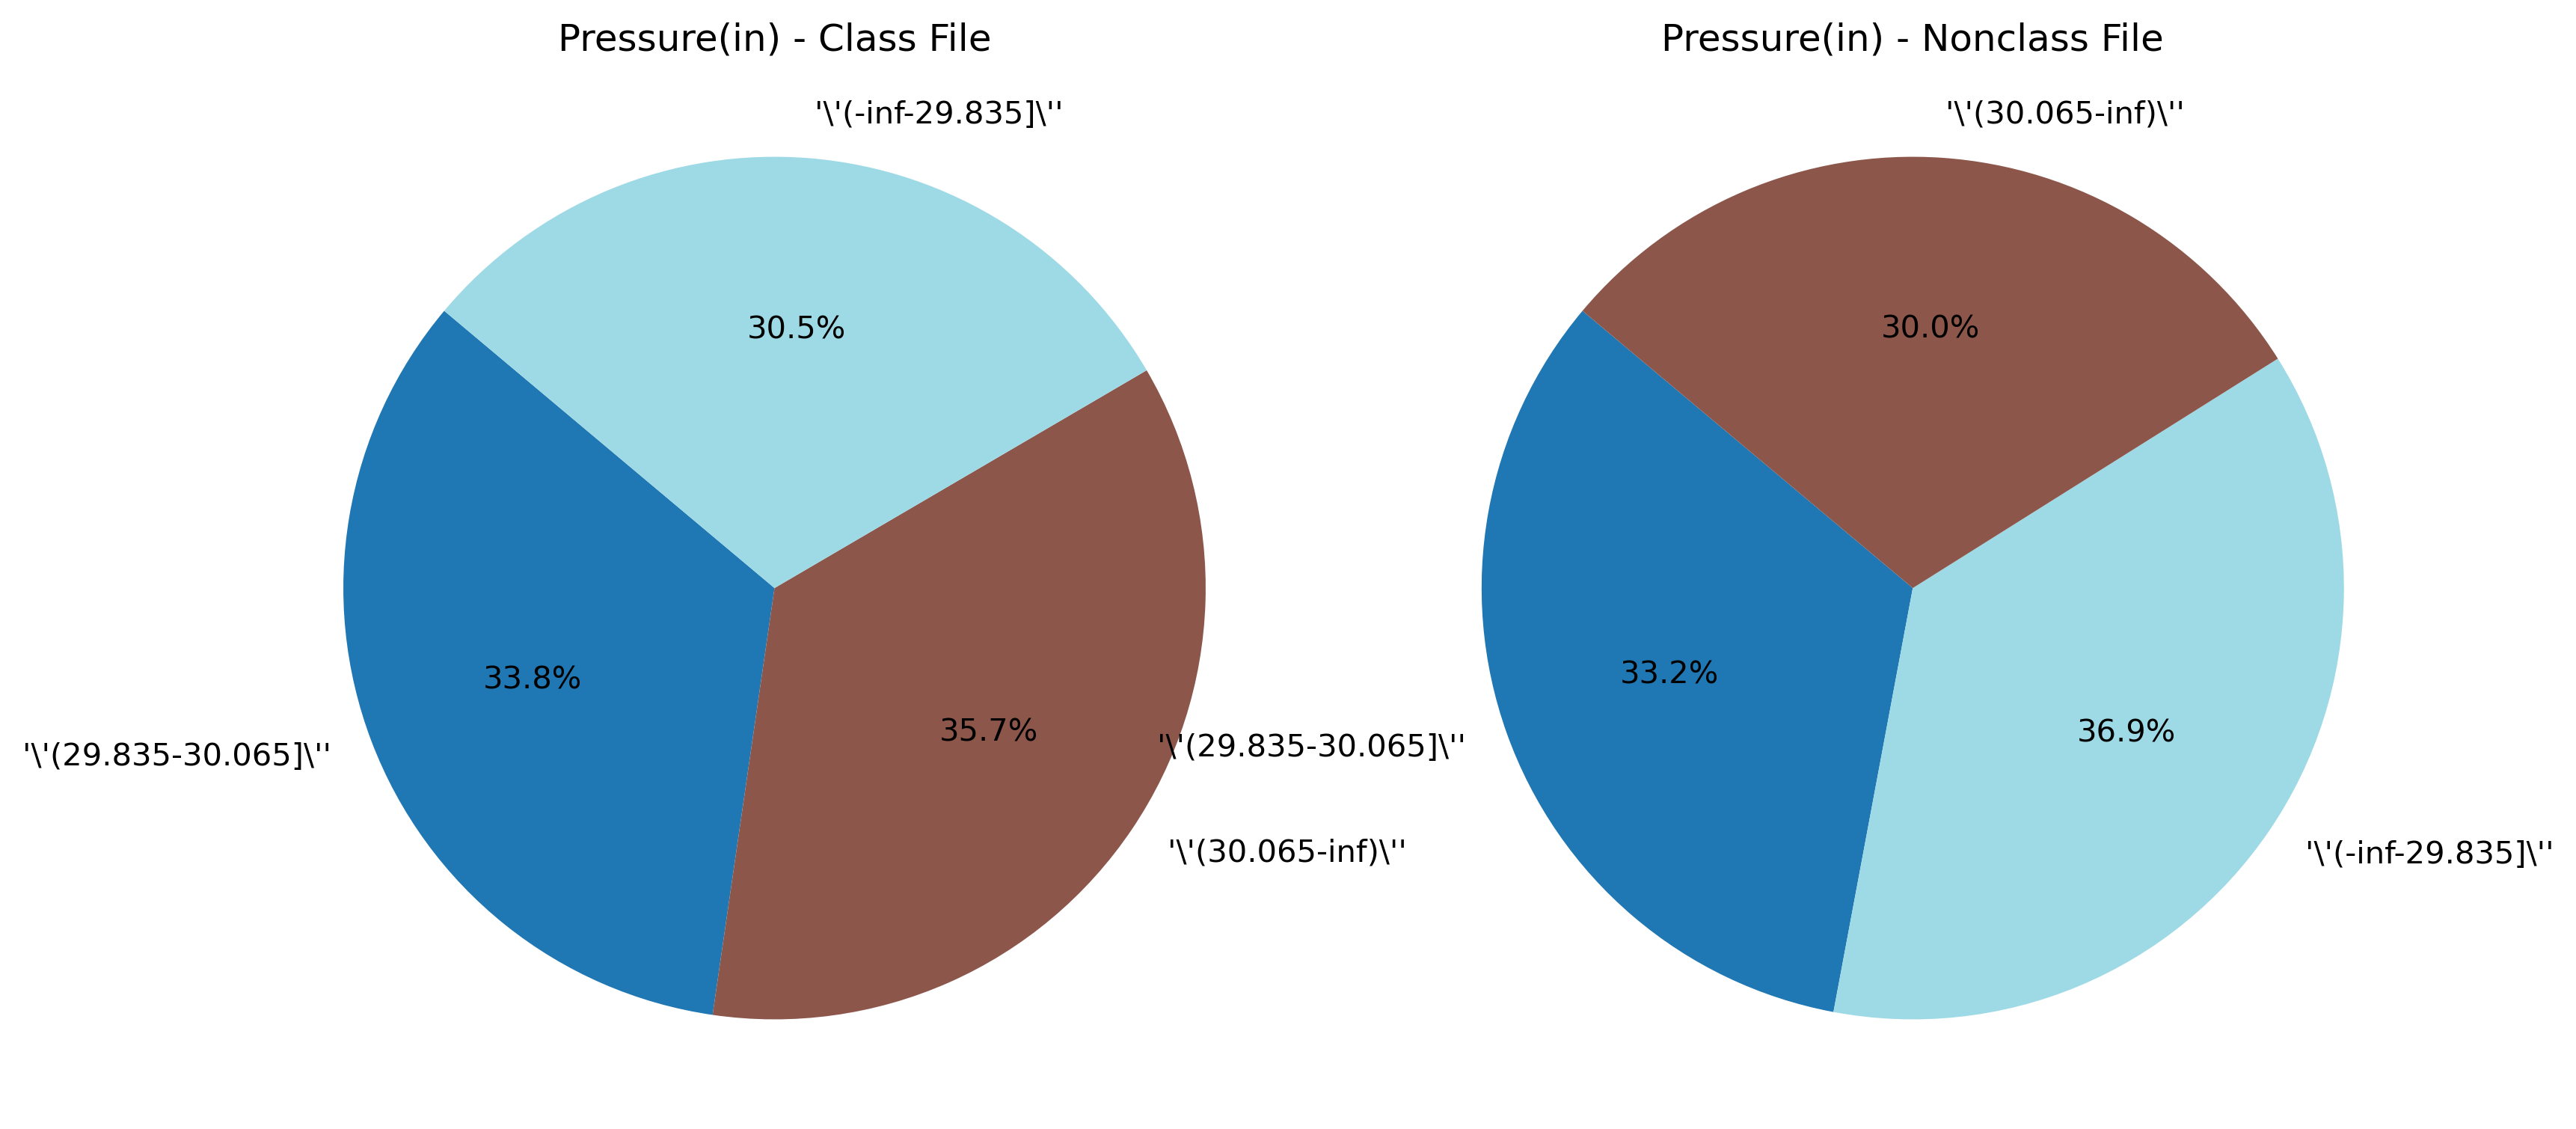 Pressure(in) - Class File
'\'(-inf-29.835]\''
30.5%
33.8%
35.7%
'\'(29.835-30.065]\''
'\'(30.065-inf)\''
Pressure(in) - Nonclass File
'\'(30.065-inf)\''
30.0%
33.2%
36.9%
'\'(29.835-30.065]\''
'\'(-inf-29.835]\''